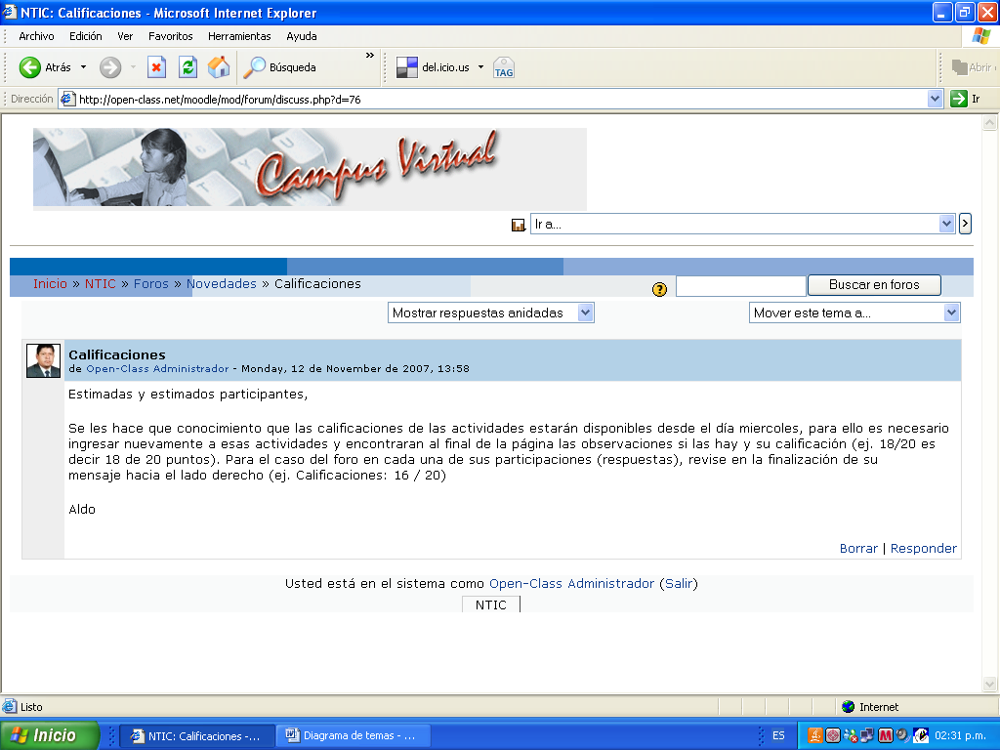 NTIC: Calificaciones - Microsoft Internet Explorer
Archivo Edición Ver Favoritos Herramientas Ayuda
Atrás Búsqueda » del.icio.us TAG Abrir
Dirección http://open-class.net/moodle/mod/forum/discuss.php?d=76 Ir
Campus Virtual
Ir a... >
Inicio » NTIC » Foros » Novedades » Calificaciones ? Buscar en foros
Mostrar respuestas anidadas Mover este tema a...
Calificaciones
de Open-Class Administrador - Monday, 12 de November de 2007, 13:58
Estimadas y estimados participantes,
Se les hace que conocimiento que las calificaciones de las actividades estarán disponibles desde el día miercoles, para ello es necesario
ingresar nuevamente a esas actividades y encontraran al final de la página las observaciones si las hay y su calificación (ej. 18/20 es
decir 18 de 20 puntos). Para el caso del foro en cada una de sus participaciones (respuestas), revise en la finalización de su
mensaje hacia el lado derecho (ej. Calificaciones: 16 / 20)
Aldo
Borrar | Responder
Usted está en el sistema como Open-Class Administrador (Salir)
NTIC
Listo Internet
Inicio NTIC: Calificaciones -... Diagrama de temas - ... ES 02:31 p.m.